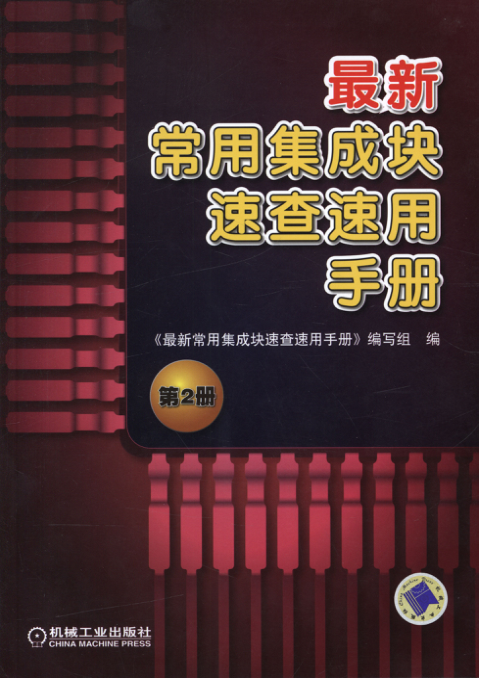 最新
常用集成块
速查速用
手册
《最新常用集成块速查速用手册》编写组 编
第2册
机械工业出版社
CHINA MACHINE PRESS